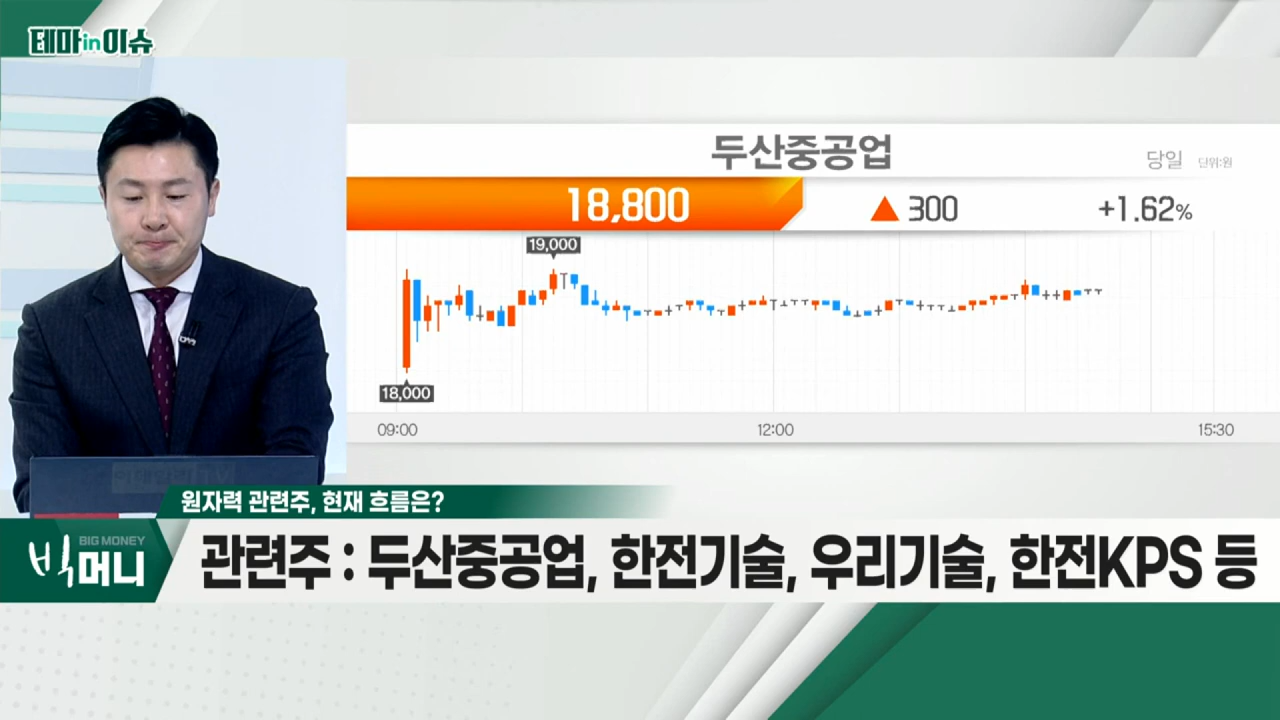 테마in이슈
두산중공업
당일 단위:원
18,800 ▲ 300 +1.62%
19,000
18,000
09:00 12:00 15:30
원자력 관련주, 현재 흐름은?
BIG MONEY
빅머니
관련주 : 두산중공업, 한전기술, 우리기술, 한전KPS 등